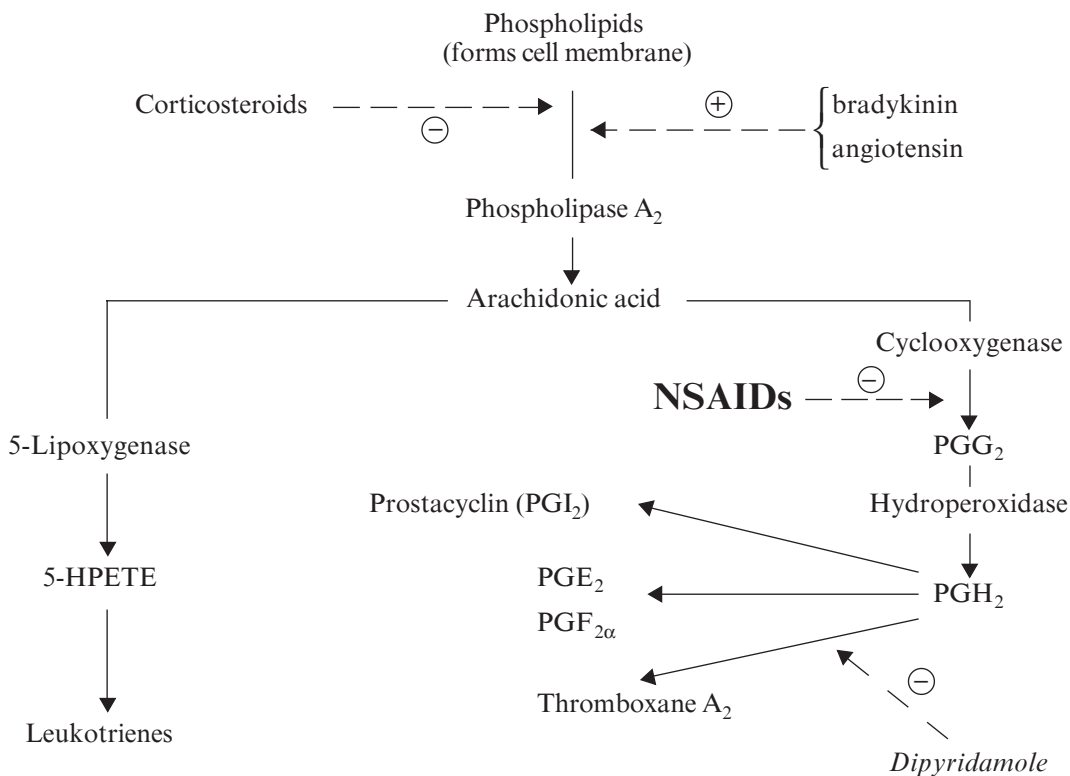 Phospholipids
(forms cell membrane)
Corticosteroids
−
+
bradykinin
angiotensin
Phospholipase A₂
Arachidonic acid
Cyclooxygenase
NSAIDs
−
5-Lipoxygenase
PGG₂
Prostacyclin (PGI₂)
Hydroperoxidase
5-HPETE
PGE₂
PGH₂
PGF₂α
−
Thromboxane A₂
Leukotrienes
Dipyridamole